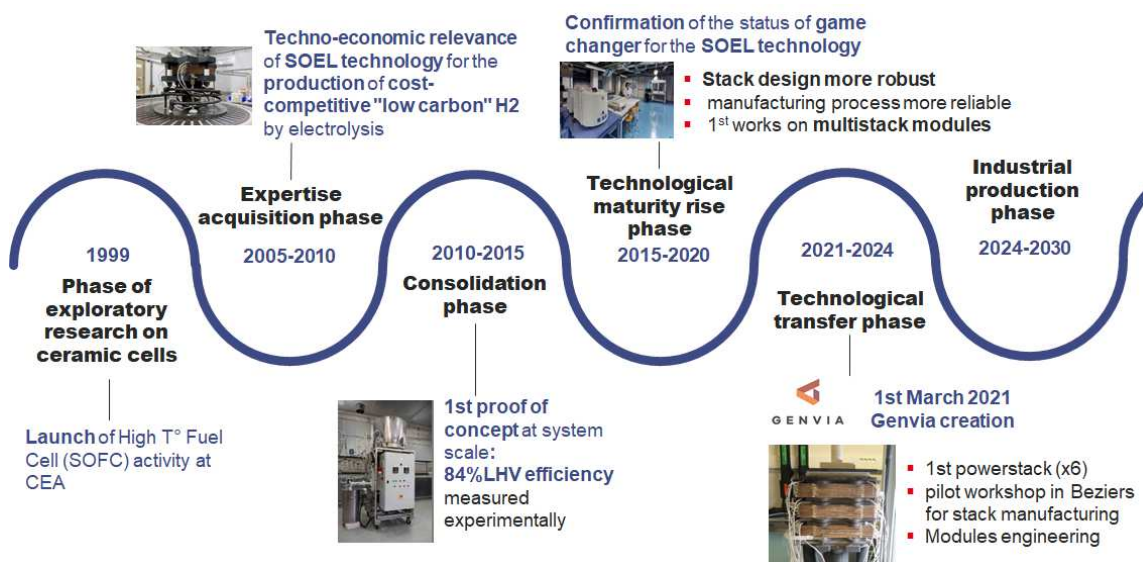 Techno-economic relevance
of SOEL technology for the
production of cost-
competitive "low carbon" H2
by electrolysis
Confirmation of the status of game
changer for the SOEL technology
▪ Stack design more robust
▪ manufacturing process more reliable
▪ 1st works on multistack modules
1999
Phase of
exploratory
research on
ceramic cells
Launch of High T° Fuel
Cell (SOFC) activity at
CEA
Expertise
acquisition phase
2005-2010
2010-2015
Consolidation
phase
1st proof of
concept at system
scale:
84%LHV efficiency
measured
experimentally
Technological
maturity rise
phase
2015-2020
2021-2024
Technological
transfer phase
GENVIA
1st March 2021
Genvia creation
▪ 1st powerstack (x6)
▪ pilot workshop in Beziers
for stack manufacturing
▪ Modules engineering
Industrial
production
phase
2024-2030